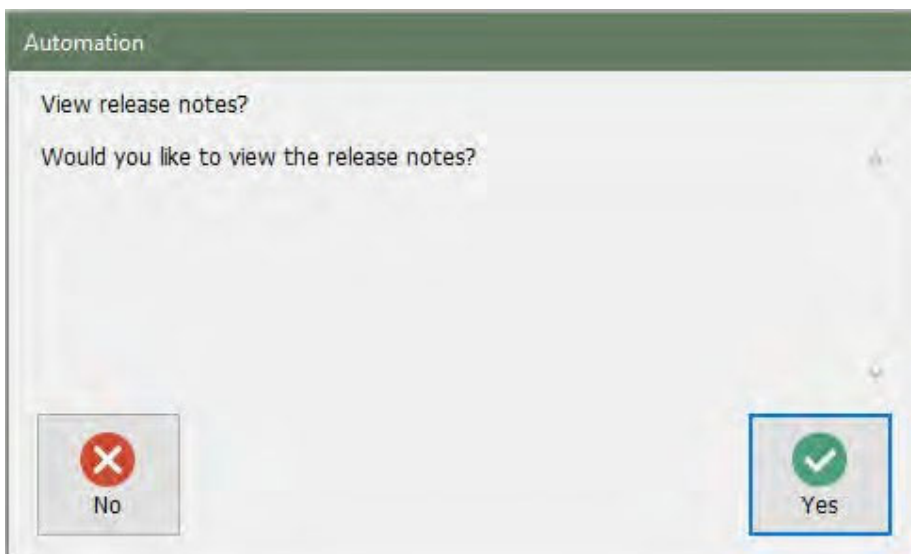 Automation
View release notes?
Would you like to view the release notes?
No
Yes